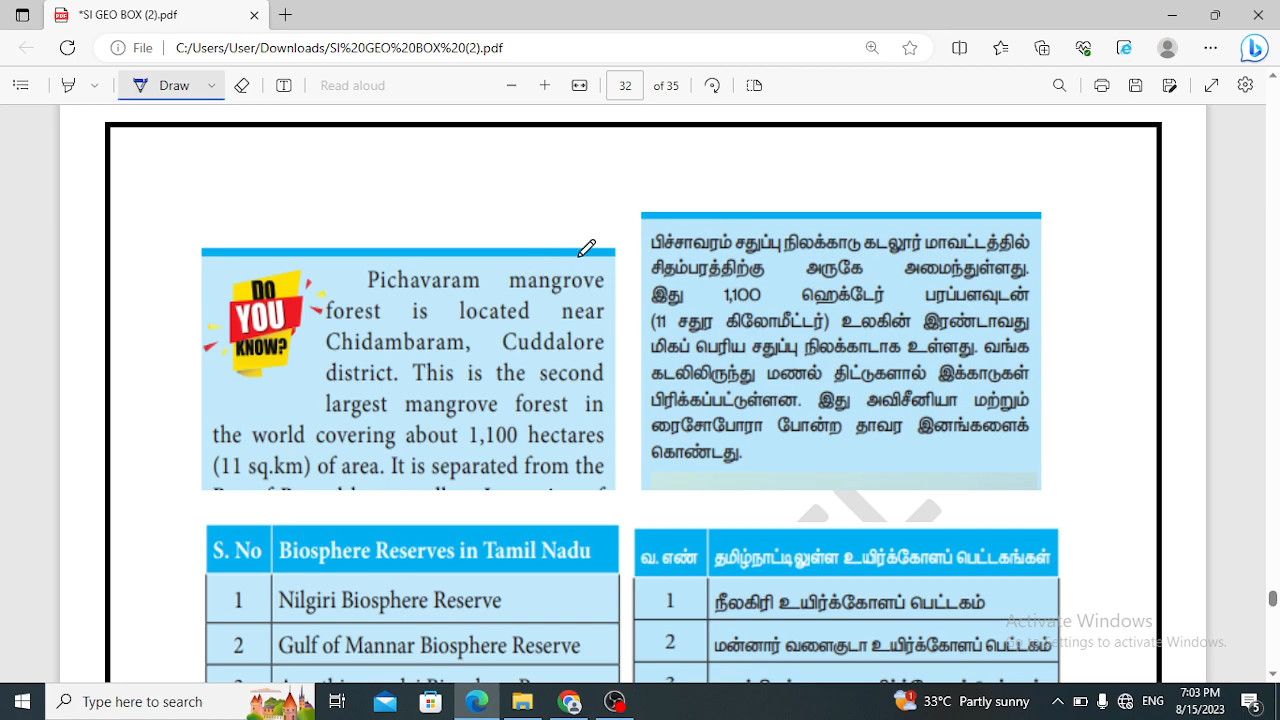 *SI GEO BOX (2).pdf
File
C:/Users/User/Downloads/SI%20GEO%20BOX%20(2).pdf
Draw
Read aloud
32
of 35
DO
YOU
KNOW?
Pichavaram mangrove
forest is located near
Chidambaram, Cuddalore
district. This is the second
largest mangrove forest in
the world covering about 1,100 hectares
(11 sq.km) of area. It is separated from the
பிச்சாவரம் சதுப்பு நிலக்காடு கடலூர் மாவட்டத்தில்
சிதம்பரத்திற்கு அருகே அமைந்துள்ளது.
இது 1,100 ஹெக்டேர் பரப்பளவுடன்
(11 சதுர கிலோமீட்டர்) உலகின் இரண்டாவது
மிகப் பெரிய சதுப்பு நிலக்காடாக உள்ளது. வங்க
கடலிலிருந்து மணல் திட்டுகளால் இக்காடுகள்
பிரிக்கப்பட்டுள்ளன. இது அவிசீனியா மற்றும்
ரைசோபோரா போன்ற தாவர இனங்களைக்
கொண்டது.
S. No Biosphere Reserves in Tamil Nadu
1 Nilgiri Biosphere Reserve
2 Gulf of Mannar Biosphere Reserve
வ. எண் தமிழ்நாட்டிலுள்ள உயிர்க்கோளப் பெட்டகங்கள்
1 நீலகிரி உயிர்க்கோளப் பெட்டகம்
2 மன்னார் வளைகுடா உயிர்க்கோளப் பெட்டகம்
Activate Windows
Go to Settings to activate Windows.
Type here to search
1
33°C Partly sunny
ENG
7:03 PM
8/15/2023
5